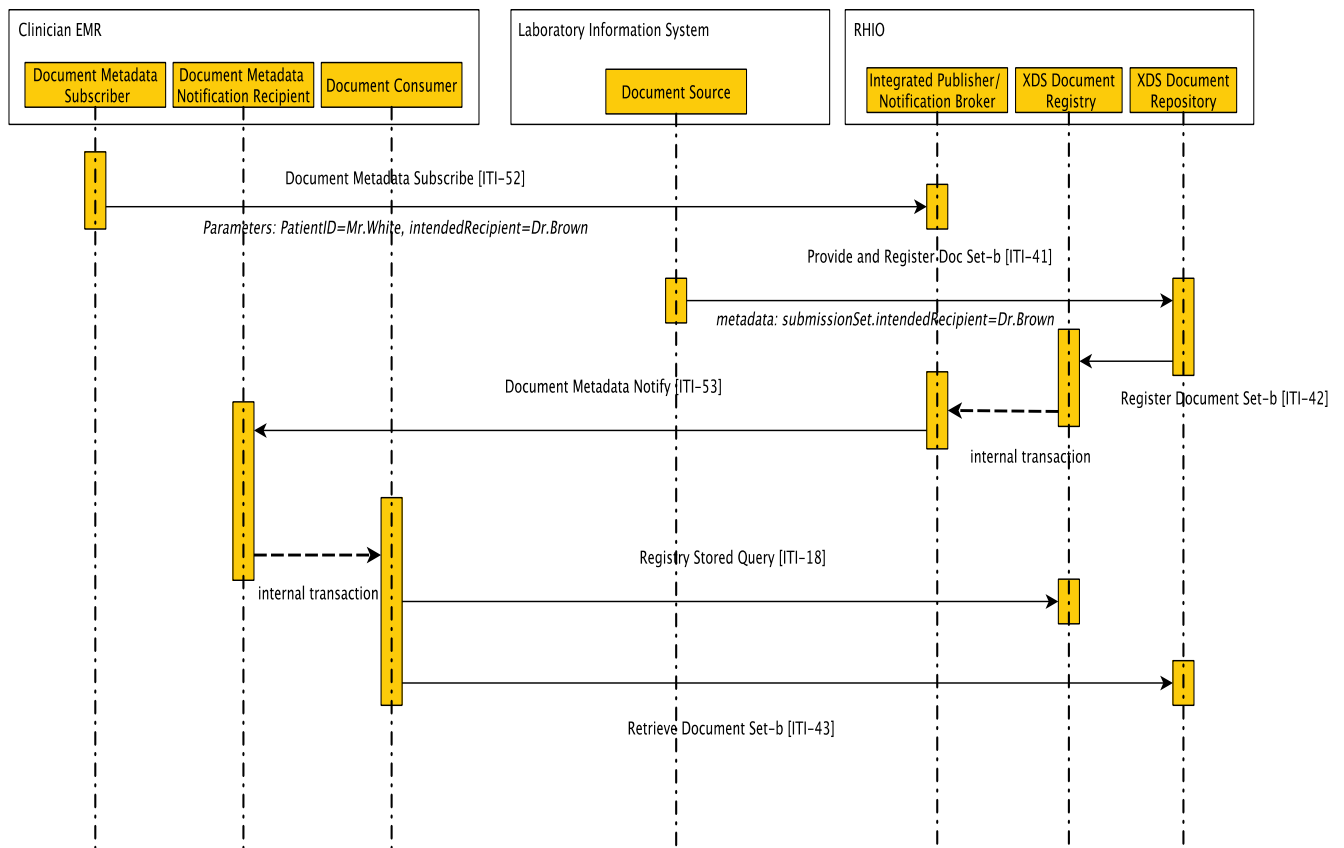 Clinician EMR
Laboratory Information System
RHIO
Document Metadata
Subscriber
Document Metadata
Notification Recipient
Document Consumer
Document Source
Integrated Publisher/
Notification Broker
XDS Document
Registry
XDS Document
Repository
Document Metadata Subscribe [ITI-52]
Parameters: PatientID=Mr.White, intendedRecipient=Dr.Brown
Provide and Register Doc Set-b [ITI-41]
metadata: submissionSet.intendedRecipient=Dr.Brown
Document Metadata Notify [ITI-53]
Register Document Set-b [ITI-42]
internal transaction
Registry Stored Query [ITI-18]
internal transaction
Retrieve Document Set-b [ITI-43]